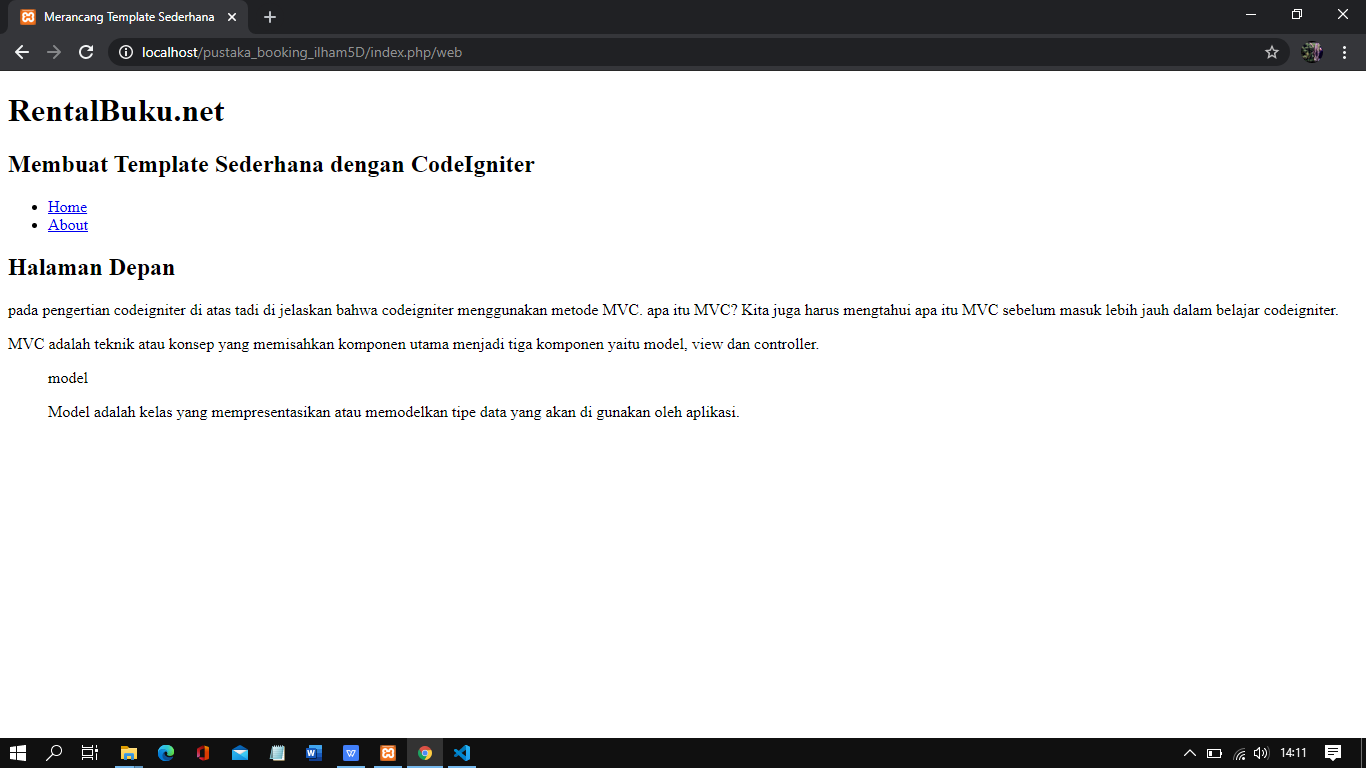 Merancang Template Sederhana
localhost/pustaka_booking_ilham5D/index.php/web
RentalBuku.net
Membuat Template Sederhana dengan CodeIgniter
Home
About
Halaman Depan
pada pengertian codeigniter di atas tadi di jelaskan bahwa codeigniter menggunakan metode MVC. apa itu MVC? Kita juga harus mengtahui apa itu MVC sebelum masuk lebih jauh dalam belajar codeigniter.
MVC adalah teknik atau konsep yang memisahkan komponen utama menjadi tiga komponen yaitu model, view dan controller.
model
Model adalah kelas yang mempresentasikan atau memodelkan tipe data yang akan di gunakan oleh aplikasi.
14:11